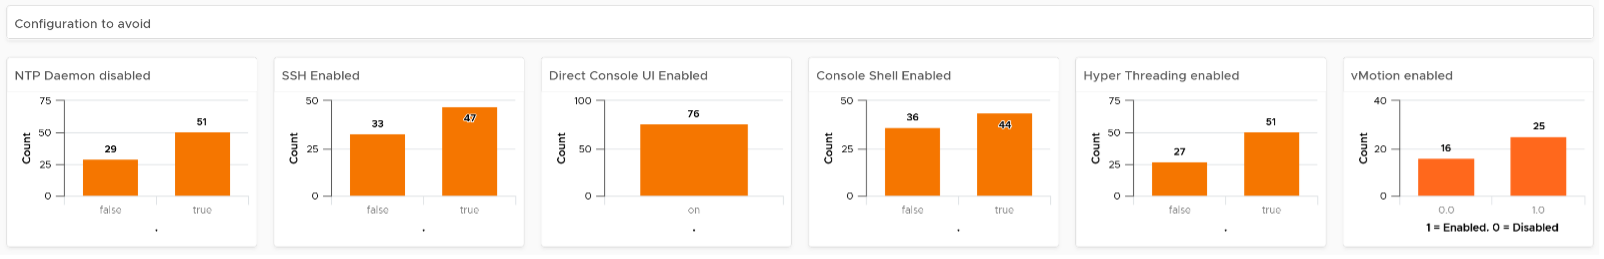 Configuration to avoid
NTP Daemon disabled
75
50
25
0
Count
29
51
false
true
.
SSH Enabled
50
25
0
Count
33
47
false
true
.
Direct Console UI Enabled
100
50
0
Count
76
on
.
Console Shell Enabled
50
25
0
Count
36
44
false
true
.
Hyper Threading enabled
75
50
25
0
Count
27
51
false
true
.
vMotion enabled
40
20
0
Count
16
25
0.0
1.0
1 = Enabled. 0 = Disabled